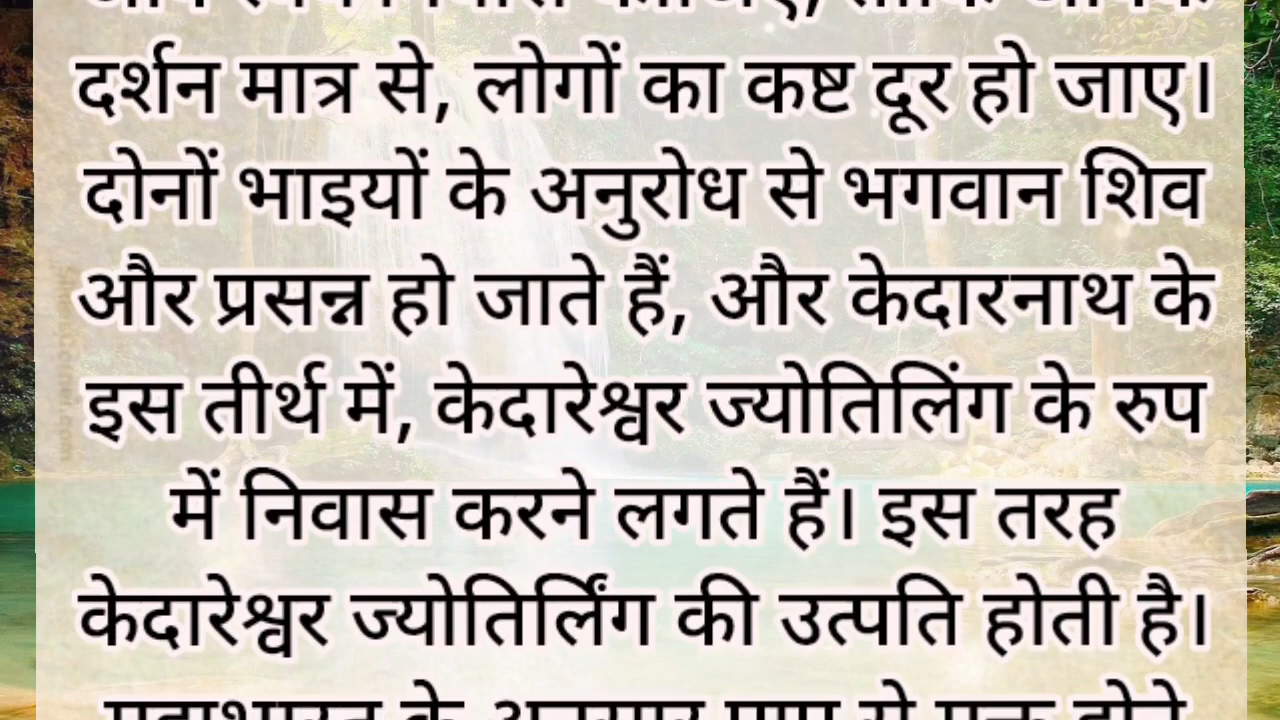 दर्शन मात्र से, लोगों का कष्ट दूर हो जाए।
दोनों भाइयों के अनुरोध से भगवान शिव
और प्रसन्न हो जाते हैं, और केदारनाथ के
इस तीर्थ में, केदारेश्वर ज्योतिलिंग के रुप
में निवास करने लगते हैं। इस तरह
केदारेश्वर ज्योतिर्लिंग की उत्पति होती है।